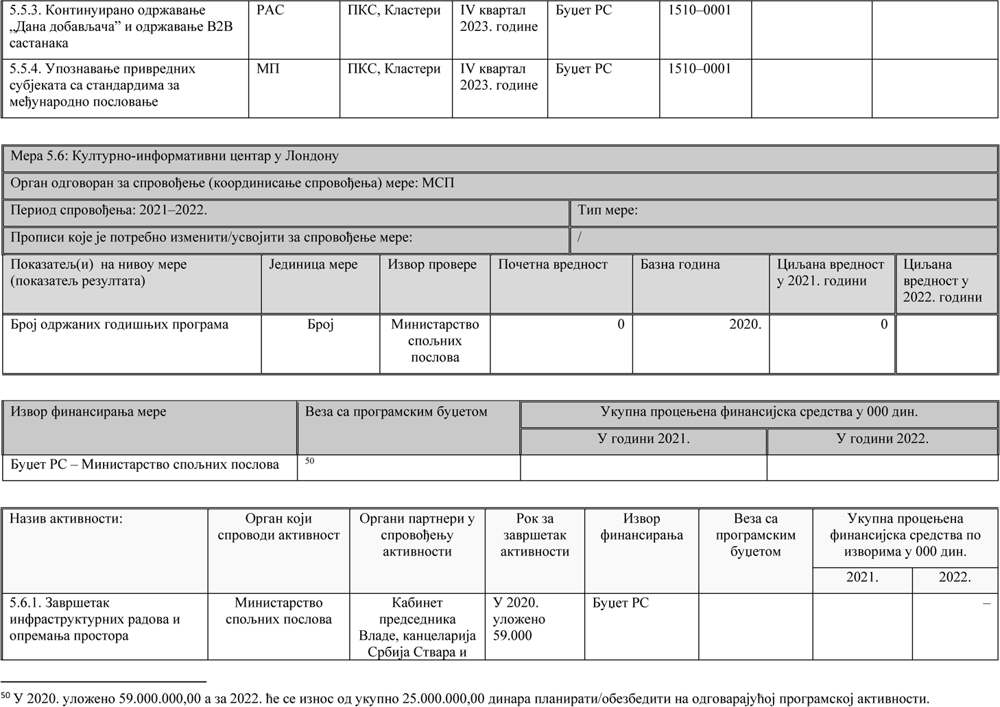 5.5.3. Континуирано одржавање „Дана добављача” и одржавање B2B састанака
РАС
ПКС, Кластери
IV квартал 2023. године
Буџет РС
1510–0001
5.5.4. Упознавање привредних субјеката са стандардима за међународно пословање
МП
ПКС, Кластери
IV квартал 2023. године
Буџет РС
1510–0001
Мера 5.6: Културно-информативни центар у Лондону
Орган одговоран за спровођење (координисање спровођења) мере: МСП
Период спровођења: 2021–2022.
Тип мере:
Прописи које је потребно изменити/усвојити за спровођење мере:
/
Показатељ(и) на нивоу мере (показатељ резултата)
Јединица мере
Извор провере
Почетна вредност
Базна година
Циљана вредност у 2021. години
Циљана вредност у 2022. години
Број одржаних годишњих програма
Број
Министарство спољних послова
0
2020.
0
Извор финансирања мере
Веза са програмским буџетом
Укупна процењена финансијска средства у 000 дин.
У години 2021.
У години 2022.
Буџет РС – Министарство спољних послова
50
Назив активности:
Орган који спроводи активност
Органи партнери у спровођењу активности
Рок за завршетак активности
Извор финансирања
Веза са програмским буџетом
Укупна процењена финансијска средства по изворима у 000 дин.
2021.
2022.
5.6.1. Завршетак инфраструктурних радова и опремања простора
Министарство спољних послова
Кабинет председника Владе, канцеларија Србија Ствара и
У 2020. уложено 59.000
Буџет РС
–
50 У 2020. уложено 59.000.000,00 а за 2022. ће се износ од укупно 25.000.000,00 динара планирати/обезбедити на одговарајућој програмској активности.